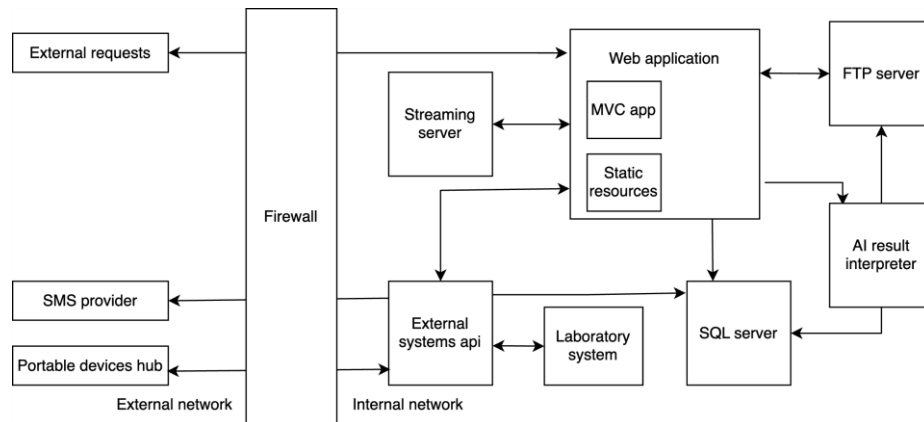 External requests
Web application
FTP server
Streaming
server
MVC app
Static
resources
Firewall
AI result
interpreter
SMS provider
External
systems api
Laboratory
system
SQL server
Portable devices hub
External network
Internal network